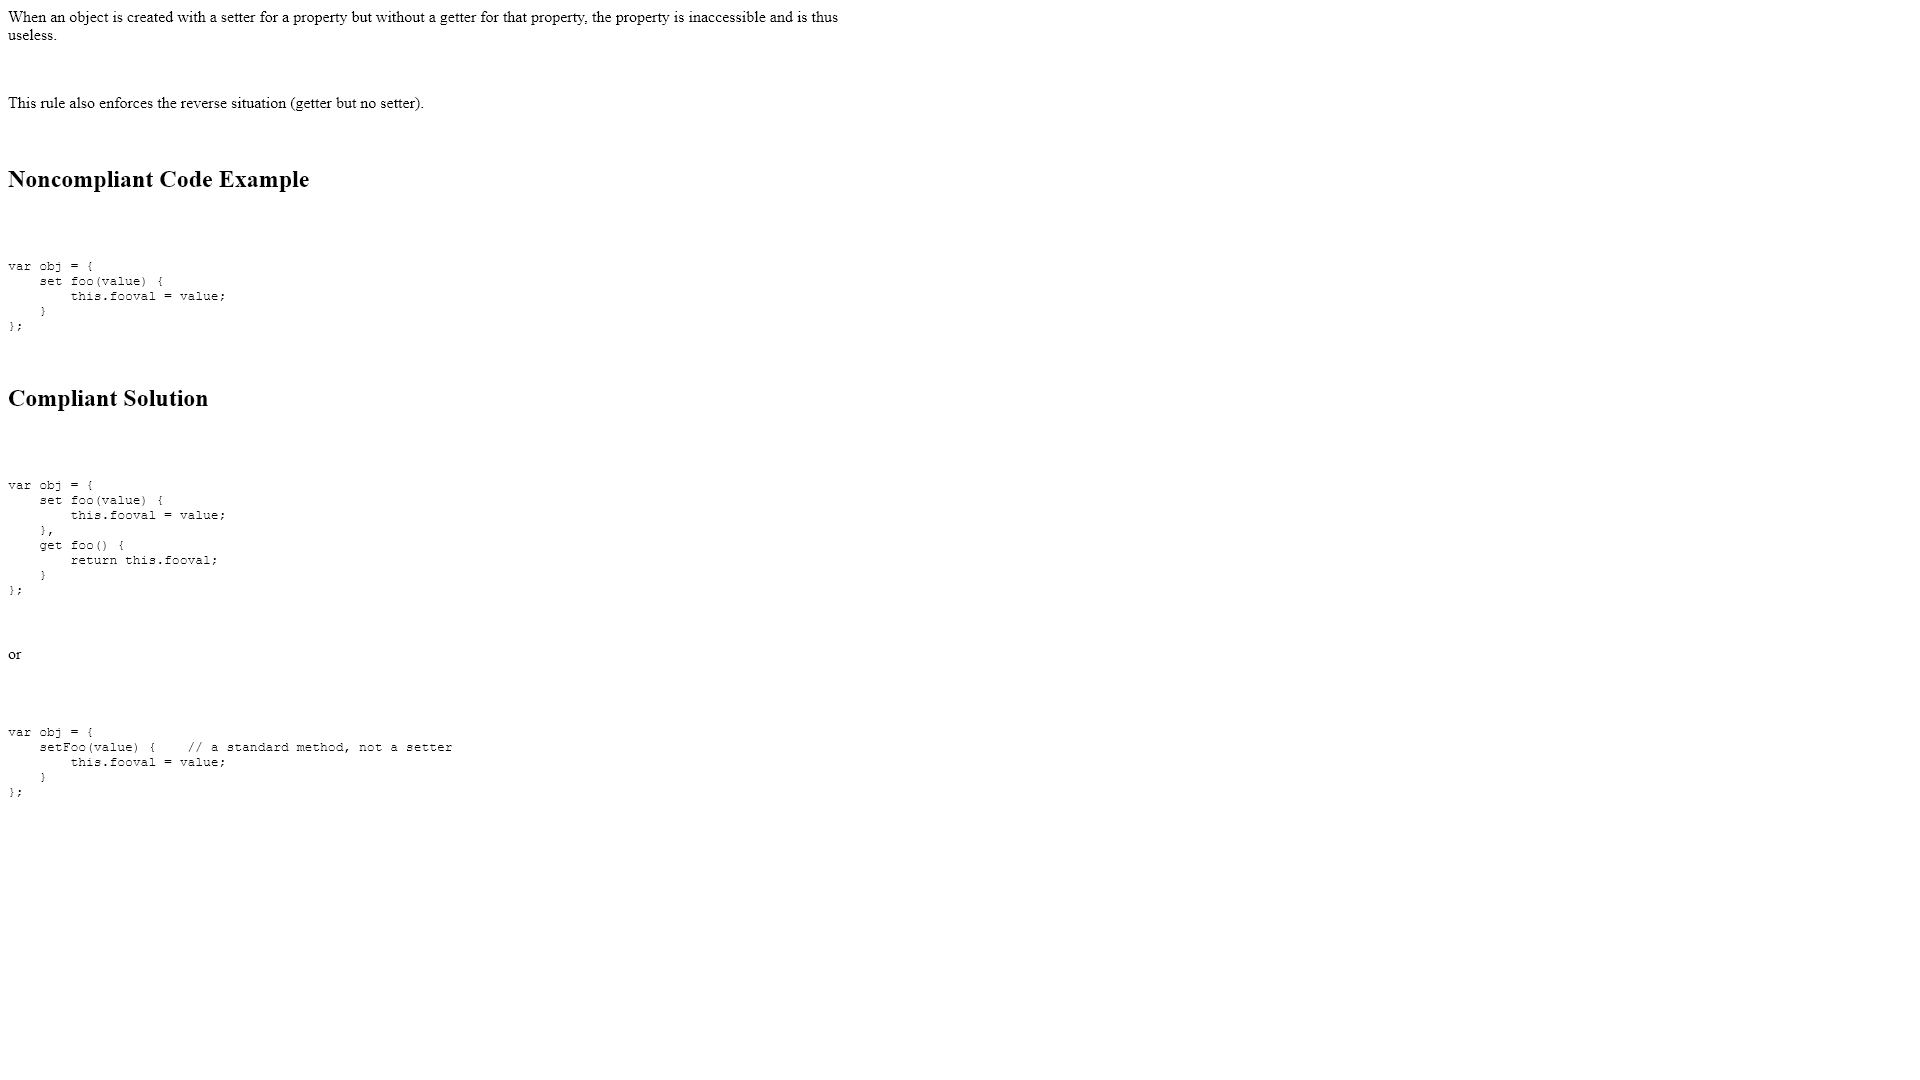 When an object is created with a setter for a property but without a getter for that property, the property is inaccessible and is thus
useless.
This rule also enforces the reverse situation (getter but no setter).
Noncompliant Code Example
var obj = {
    set foo(value) {
        this.fooval = value;
    }
};
Compliant Solution
var obj = {
    set foo(value) {
        this.fooval = value;
    },
    get foo() {
        return this.fooval;
    }
};
or
var obj = {
    setFoo(value) {    // a standard method, not a setter
        this.fooval = value;
    }
};